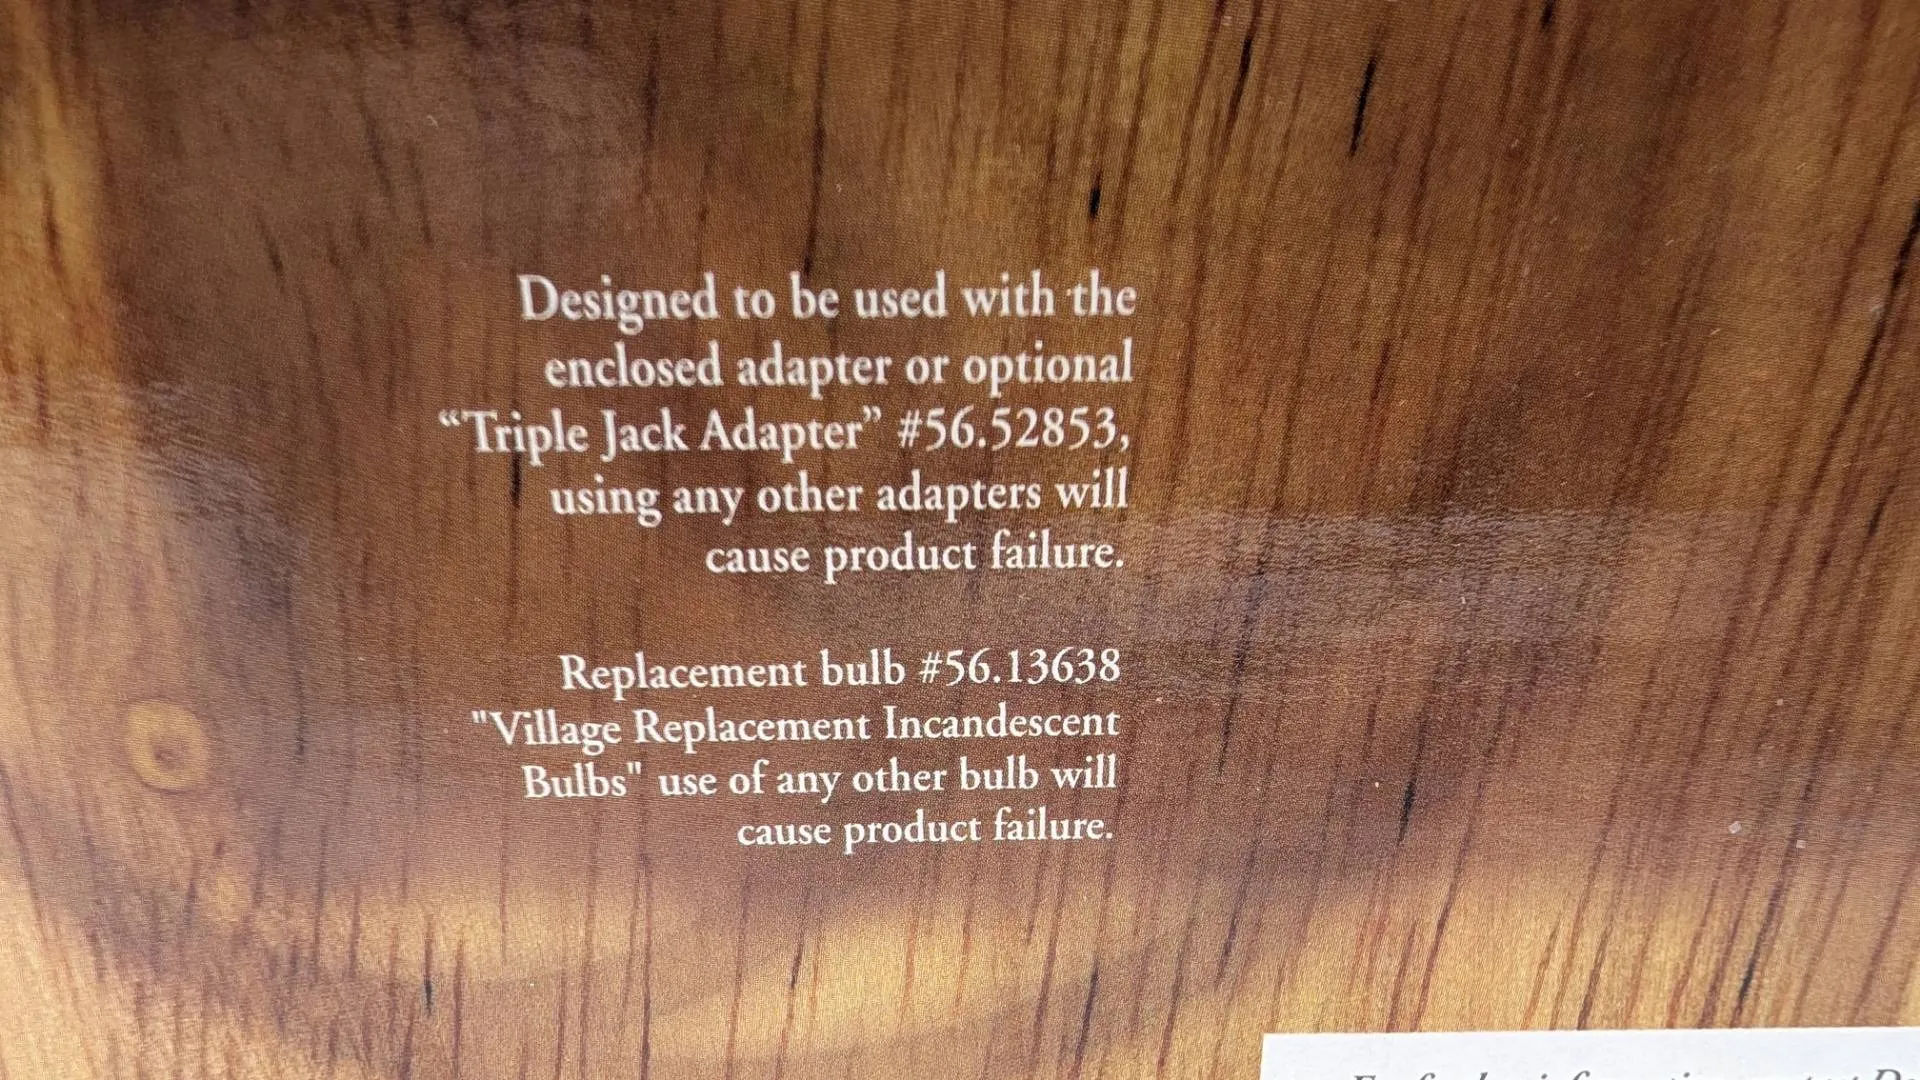 Designed to be used with the
enclosed adapter or optional
“Triple Jack Adapter” #56.52853,
using any other adapters will
cause product failure.
Replacement bulb #56.13638
"Village Replacement Incandescent
Bulbs" use of any other bulb will
cause product failure.